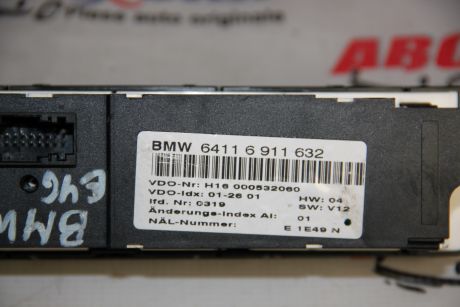 ABC
BMW 6411 6 911 632
VDO-Nr: H16 000532060
VDO-Idx: 01-26 01 HW: 04
lfd. Nr: 0319 SW: V12
Änderungs-Index AI: 01
NÄL-Nummer: E 1E49 N
BMW
E46